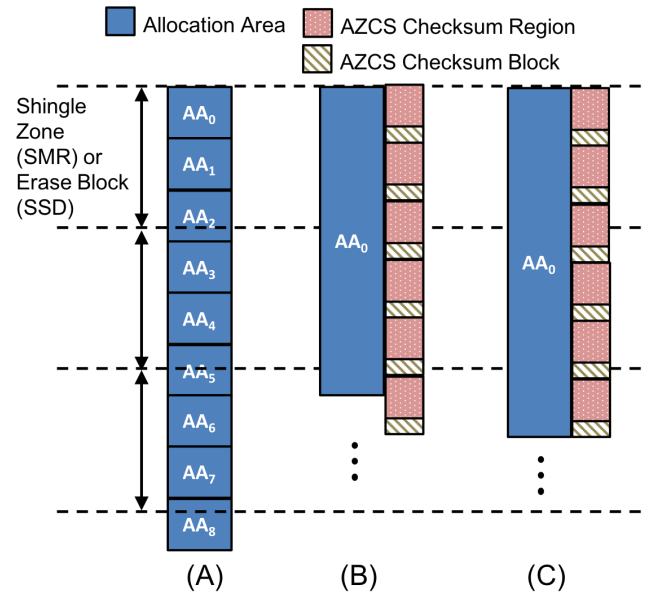 Allocation Area
AZCS Checksum Region
AZCS Checksum Block
Shingle
Zone
(SMR) or
Erase Block
(SSD)
AA₀
AA₁
AA₂
AA₃
AA₄
AA₅
AA₆
AA₇
AA₈
AA₀
AA₀
(A)
(B)
(C)